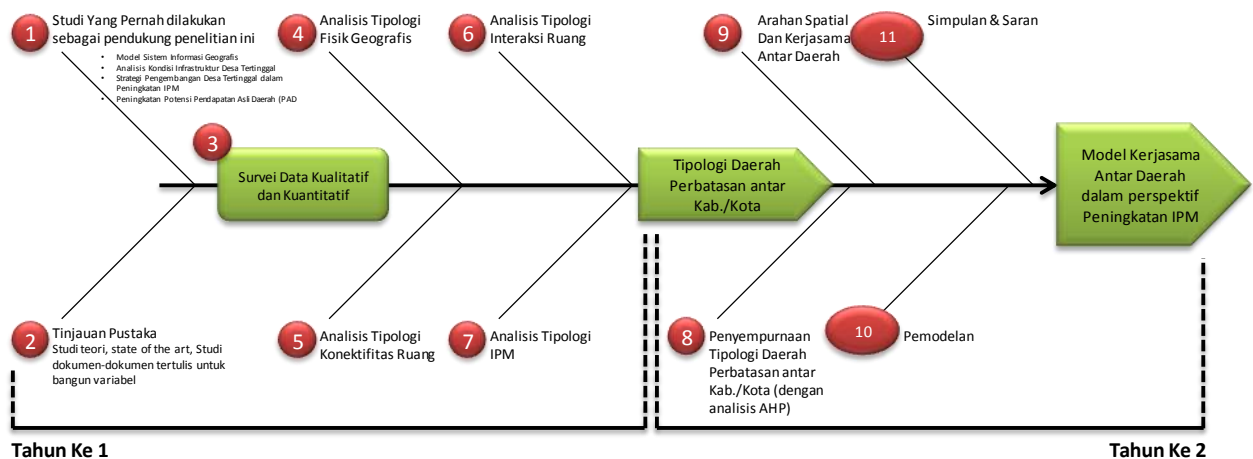 1
Studi Yang Pernah dilakukan
sebagai pendukung penelitian ini
• Model Sistem Informasi Geografis
• Analisis Kondisi Infrastruktur Desa Tertinggal
• Strategi Pengembangan Desa Tertinggal dalam
Peningkatan IPM
• Peningkatan Potensi Pendapatan Asli Daerah (PAD
4
Analisis Tipologi
Fisik Geografis
6
Analisis Tipologi
Interaksi Ruang
9
Arahan Spatial
Dan Kerjasama
Antar Daerah
11
Simpulan & Saran
3
Survei Data Kualitatif
dan Kuantitatif
Tipologi Daerah
Perbatasan antar
Kab./Kota
Model Kerjasama
Antar Daerah
dalam perspektif
Peningkatan IPM
2
Tinjauan Pustaka
Studi teori, state of the art, Studi
dokumen-dokumen tertulis untuk
bangun variabel
5
Analisis Tipologi
Konektifitas Ruang
7
Analisis Tipologi
IPM
8
Penyempurnaan
Tipologi Daerah
Perbatasan antar
Kab./Kota (dengan
analisis AHP)
10
Pemodelan
Tahun Ke 1
Tahun Ke 2